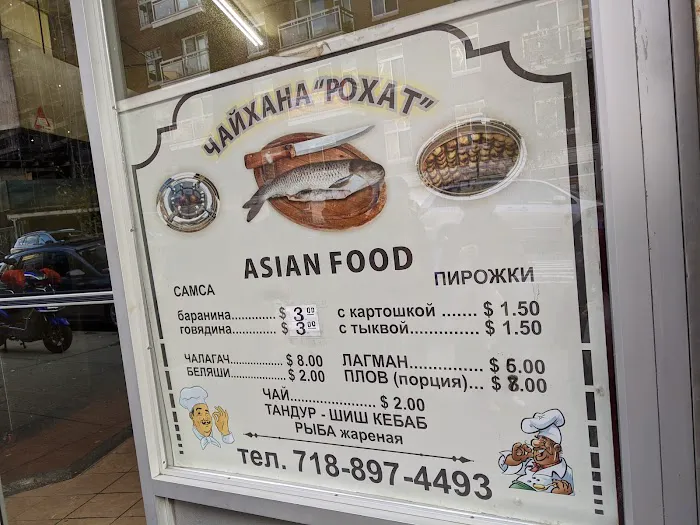 ЧАЙХАНА "РОХАТ"
ASIAN FOOD
САМСА
баранина............. $ 3 00
говядина............. $ 3 00
ПИРОЖКИ
с картошкой ....... $ 1.50
с тыквой................ $ 1.50
ЧАЛАГАЧ................. $ 8.00
БЕЛЯШИ................. $ 2.00
ЛАГМАН................. $ 6.00
ПЛОВ (порция)... $ 8.00
ЧАЙ..................... $ 2.00
ТАНДУР - ШИШ КЕБАБ
РЫБА жареная
тел. 718-897-4493